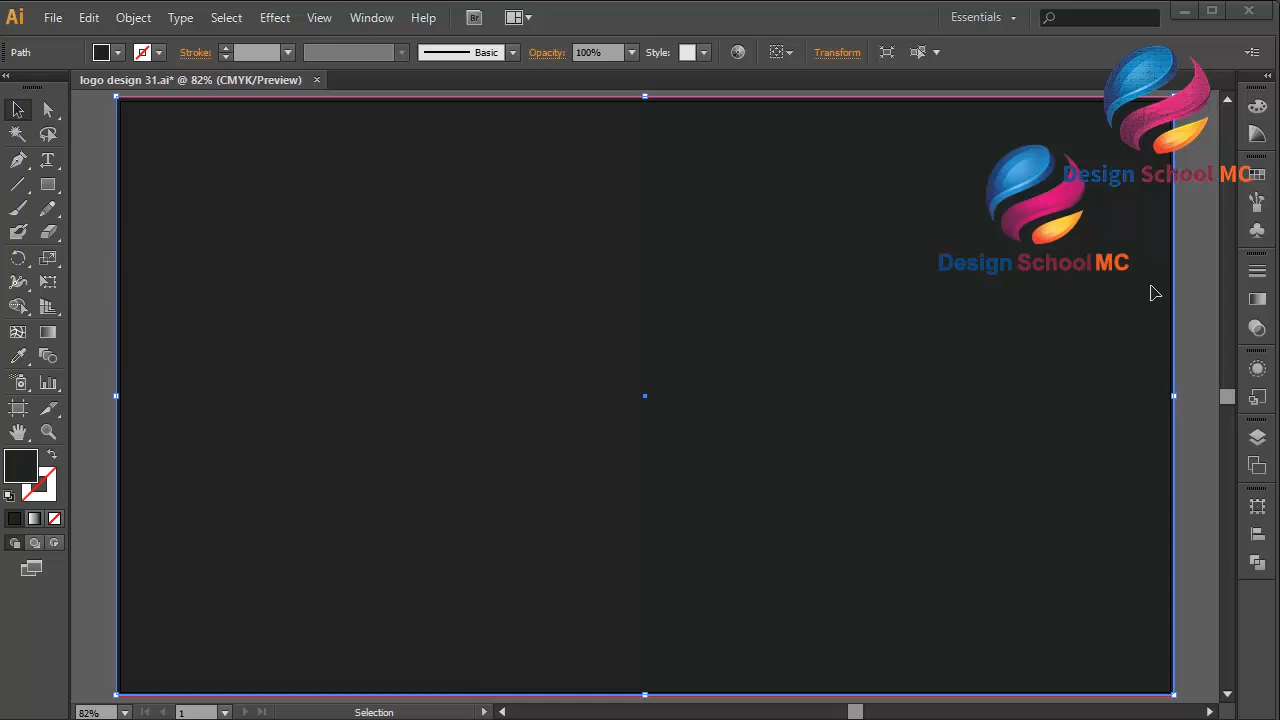 Ai File Edit Object Type Select Effect View Window Help Br Essentials
Path Stroke: Basic Opacity: 100% Style: Transform
logo design 31.ai* @ 82% (CMYK/Preview)
Design School MC
Design School MC
82% 1 Selection